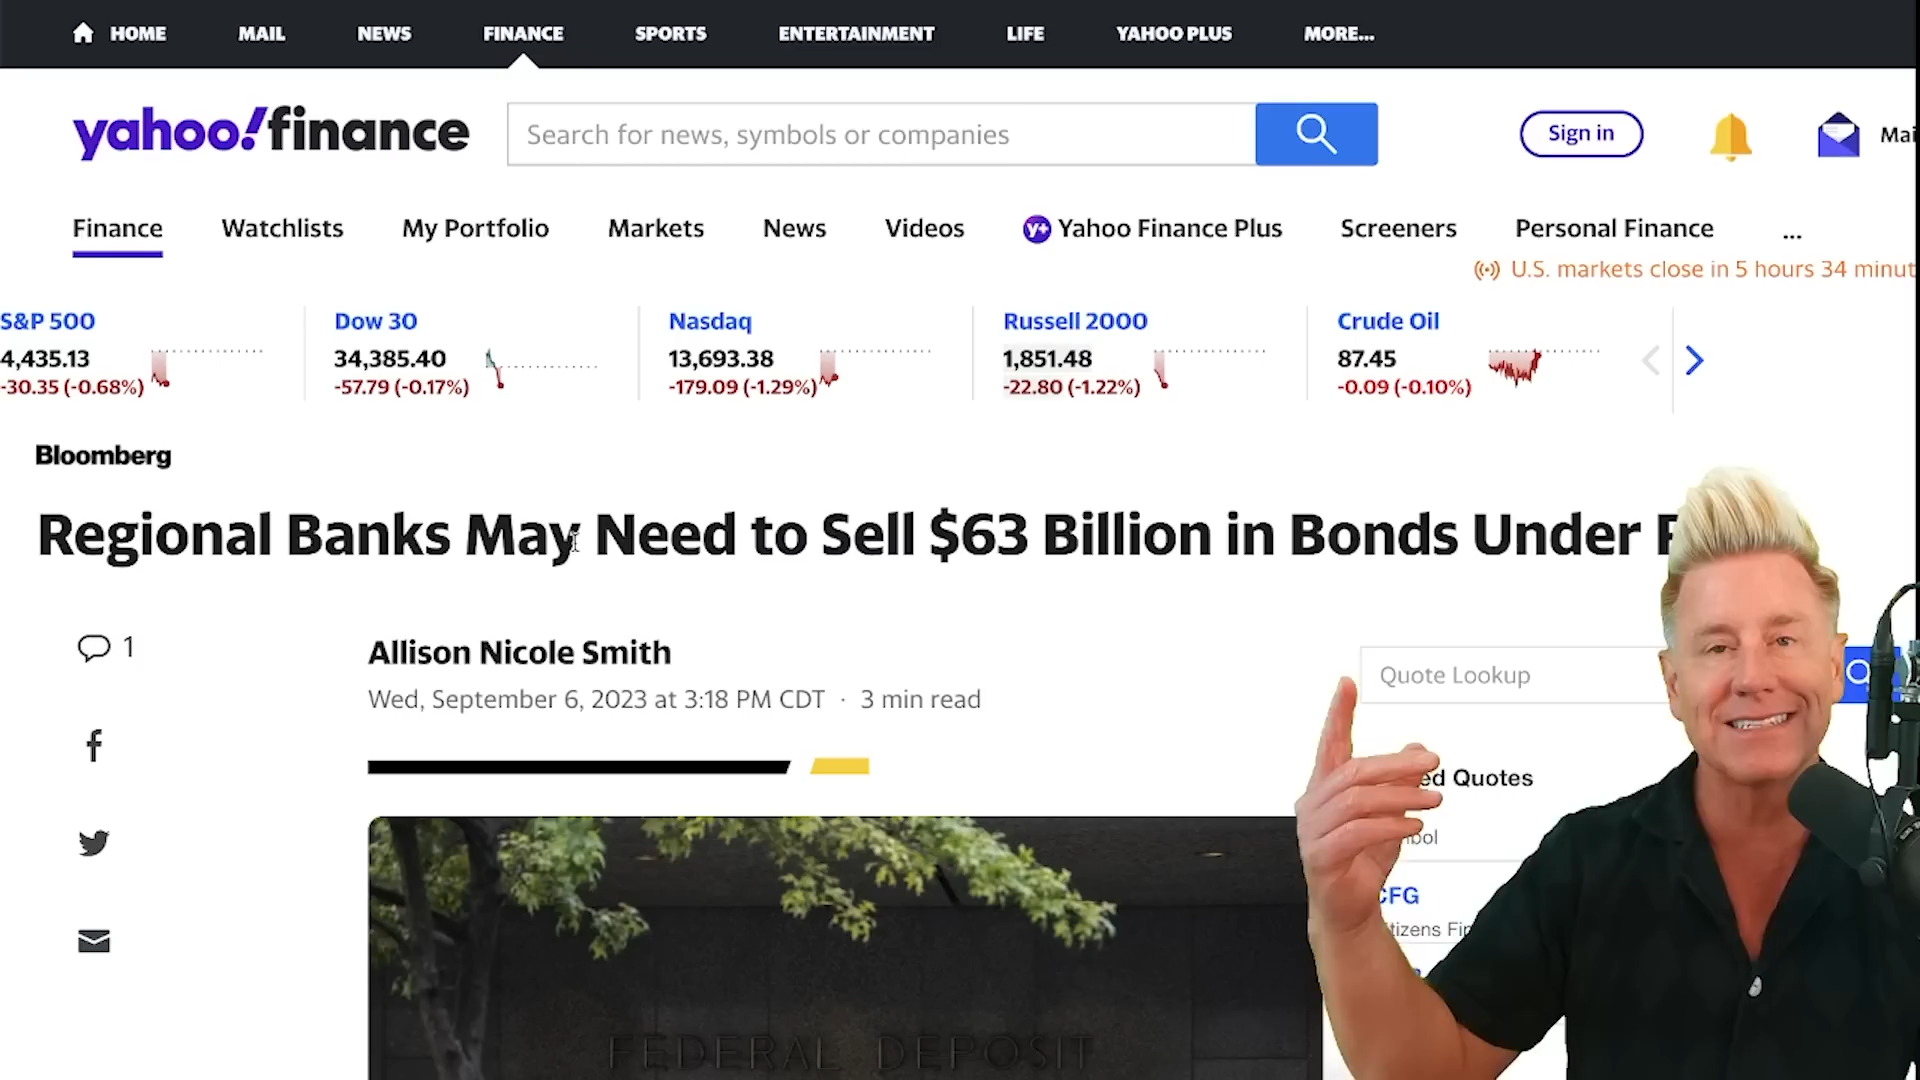 HOME MAIL NEWS FINANCE SPORTS ENTERTAINMENT LIFE YAHOO PLUS MORE...
yahoo!finance Search for news, symbols or companies Sign in
Finance Watchlists My Portfolio Markets News Videos y+ Yahoo Finance Plus Screeners Personal Finance ...
U.S. markets close in 5 hours 34 minut
S&P 500 Dow 30 Nasdaq Russell 2000 Crude Oil
4,435.13 34,385.40 13,693.38 1,851.48 87.45
-30.35 (-0.68%) -57.79 (-0.17%) -179.09 (-1.29%) -22.80 (-1.22%) -0.09 (-0.10%)
Bloomberg
Regional Banks May Need to Sell $63 Billion in Bonds Under
1
Allison Nicole Smith
Wed, September 6, 2023 at 3:18 PM CDT · 3 min read
Quote Lookup
Quotes
CFG
FEDERAL DEPOSIT